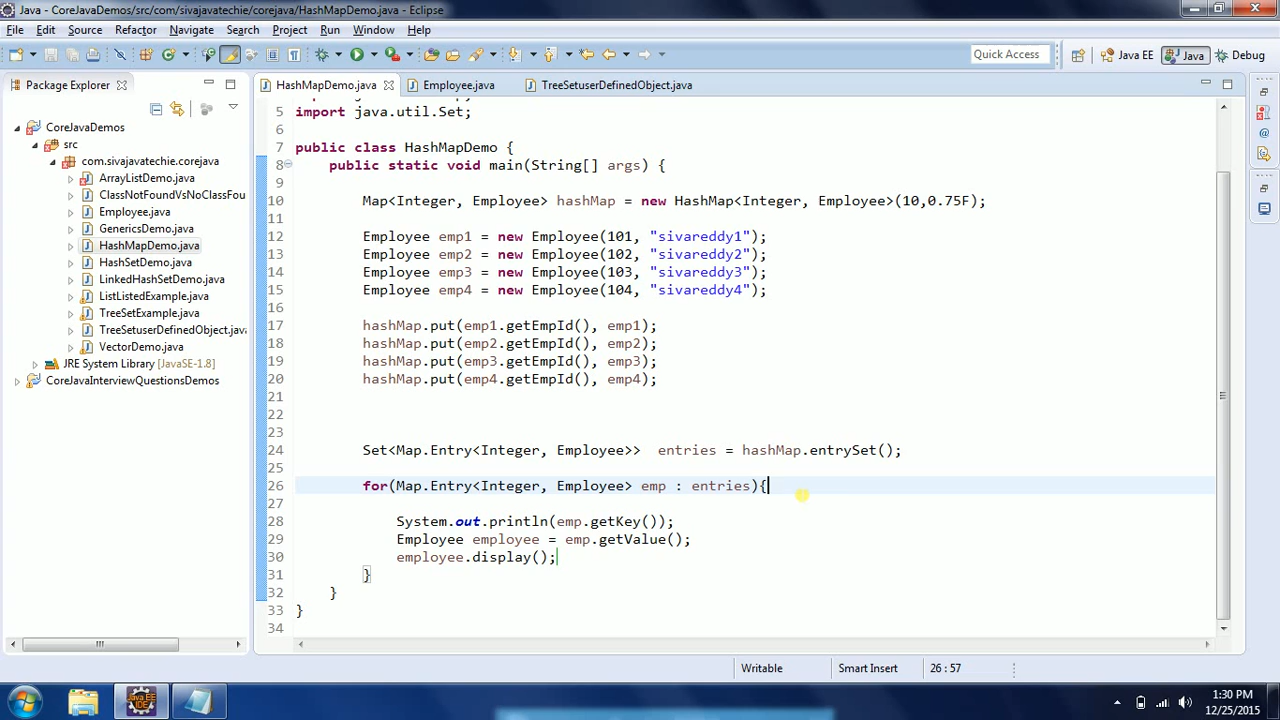 Java - CoreJavaDemos/src/com/sivajavatechie/corejava/HashMapDemo.java - Eclipse
File Edit Source Refactor Navigate Search Project Run Window Help
Quick Access Java EE Java Debug
Package Explorer
HashMapDemo.java Employee.java TreeSetuserDefinedObject.java
CoreJavaDemos
src
com.sivajavatechie.corejava
ArrayListDemo.java
ClassNotFoundVsNoClassFou
Employee.java
GenericsDemo.java
HashMapDemo.java
HashSetDemo.java
LinkedHashSetDemo.java
ListListedExample.java
TreeSetExample.java
TreeSetuserDefinedObject.java
VectorDemo.java
JRE System Library [JavaSE-1.8]
CoreJavaInterviewQuestionsDemos
5 import java.util.Set;
6
7 public class HashMapDemo {
8 public static void main(String[] args) {
9
10 Map<Integer, Employee> hashMap = new HashMap<Integer, Employee>(10,0.75F);
11
12 Employee emp1 = new Employee(101, "sivareddy1");
13 Employee emp2 = new Employee(102, "sivareddy2");
14 Employee emp3 = new Employee(103, "sivareddy3");
15 Employee emp4 = new Employee(104, "sivareddy4");
16
17 hashMap.put(emp1.getEmpId(), emp1);
18 hashMap.put(emp2.getEmpId(), emp2);
19 hashMap.put(emp3.getEmpId(), emp3);
20 hashMap.put(emp4.getEmpId(), emp4);
21
22
23
24 Set<Map.Entry<Integer, Employee>> entries = hashMap.entrySet();
25
26 for(Map.Entry<Integer, Employee> emp : entries){
27
28 System.out.println(emp.getKey());
29 Employee employee = emp.getValue();
30 employee.display();
31 }
32 }
33 }
34
Writable Smart Insert 26 : 57
Java EE IDE
1:30 PM
12/25/2015